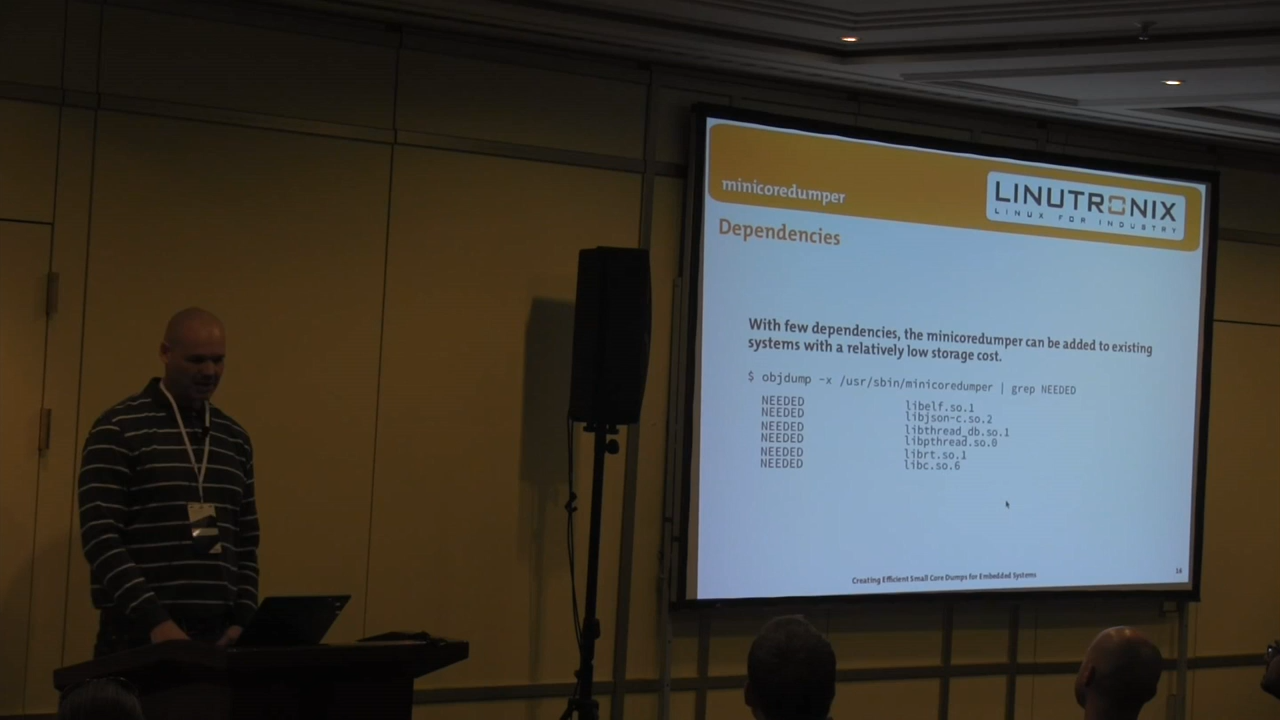 minicoredumper
LINUTRONIX
LINUX FOR INDUSTRY
Dependencies
With few dependencies, the minicoredumper can be added to existing
systems with a relatively low storage cost.
$ objdump -x /usr/sbin/minicoredumper | grep NEEDED
NEEDED libelf.so.1
NEEDED libjson-c.so.2
NEEDED libthread_db.so.1
NEEDED libpthread.so.0
NEEDED librt.so.1
NEEDED libc.so.6
Creating Efficient Small Core Dumps for Embedded Systems
16